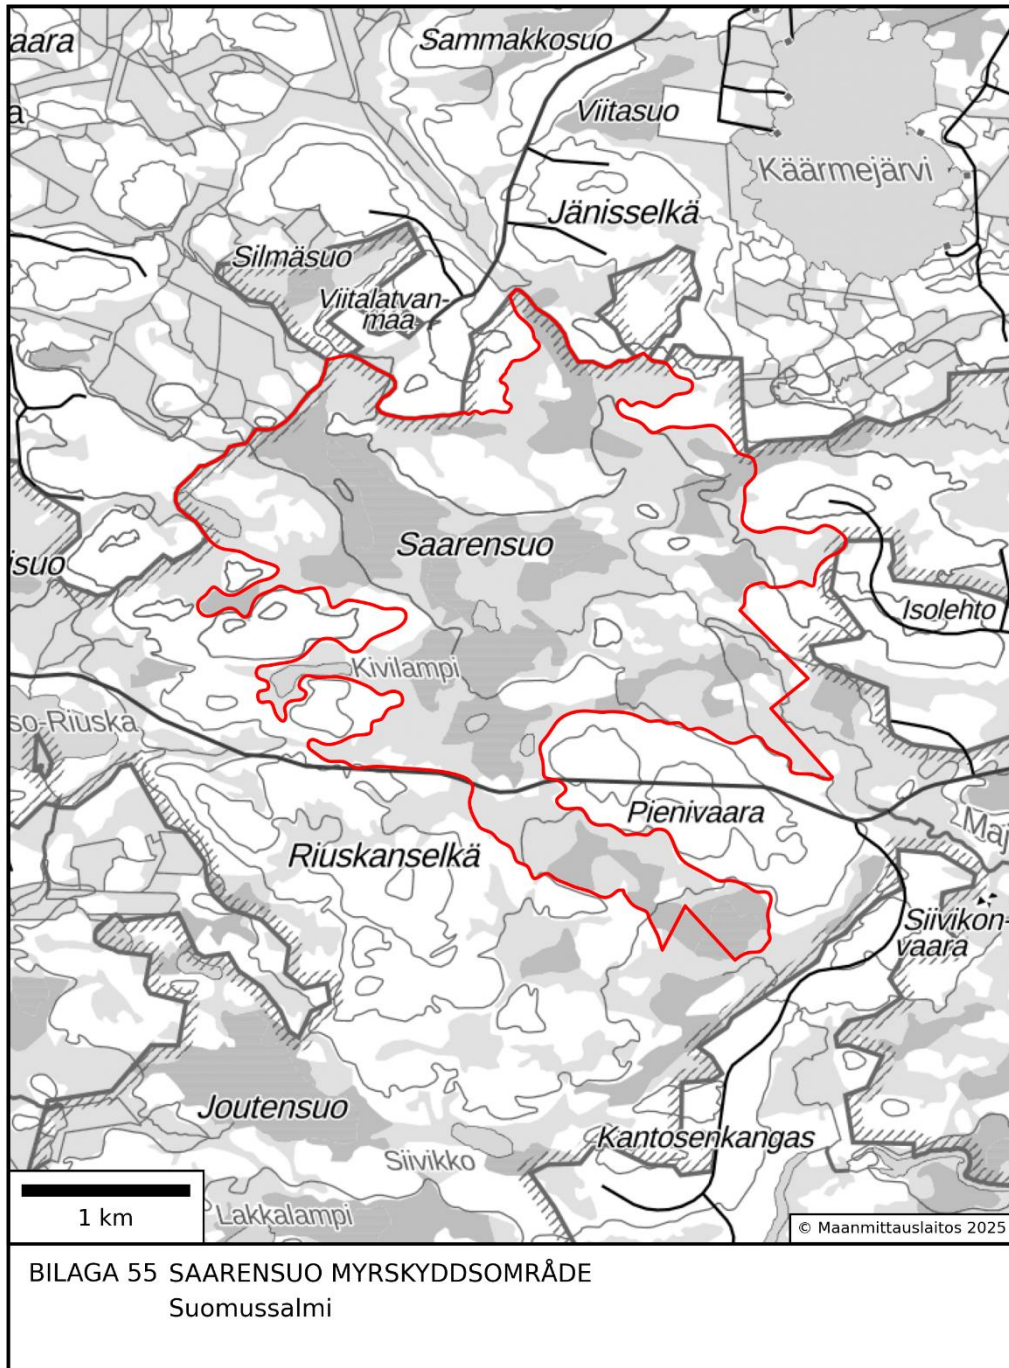 vaara
Sammakkosuo
a
Viitasuo
Käärmejärvi
Jänisselkä
Silmäsuo
Viitalatvan-
maa
Saarensuo
isuo
Isolehto
Kivilampi
so-Riuska
Pienivaara
Maj
Riuskanselkä
Siivikon-
vaara
Joutensuo
Kantosenkangas
Siivikko
Lakkalampi
1 km
© Maanmittauslaitos 2025
BILAGA 55 SAARENSUO MYRSKYDDSOMRÅDE
Suomussalmi